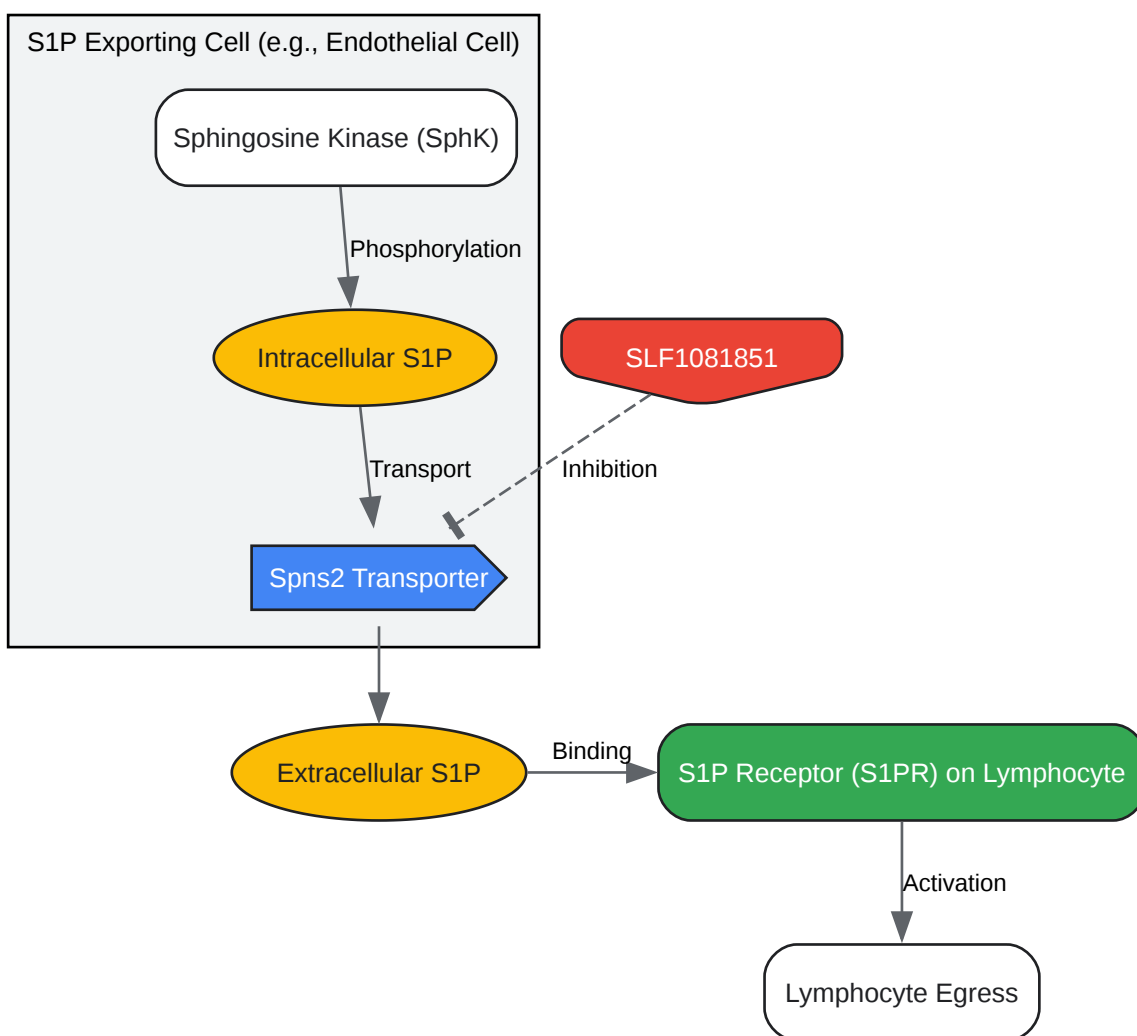 S1P Exporting Cell (e.g., Endothelial Cell)
Sphingosine Kinase (SphK)
Phosphorylation
Intracellular S1P
SLF1081851
Transport
Inhibition
Spns2 Transporter
Extracellular S1P
Binding
S1P Receptor (S1PR) on Lymphocyte
Activation
Lymphocyte Egress